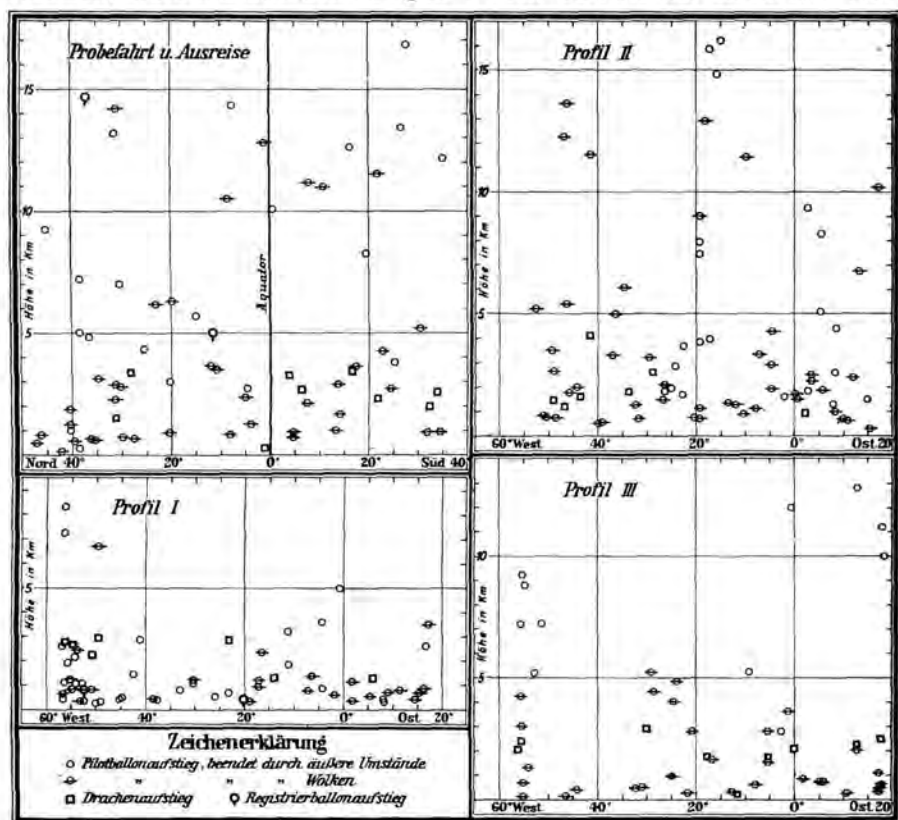 Probefahrt u. Ausreise
15
10
5
Höhe in Km
Äquator
Nord 40° 20° 0° 20° Süd 40
Profil II
15
10
5
Höhe in Km
60° West 40° 20° 0° Ost 20
Profil I
5
Höhe in Km
60° West 40° 20° 0° Ost 20°
Profil III
10
5
Höhe in Km
60° West 40° 20° 0° Ost 20
Zeichenerklärung
Pilotballonaufstieg, beendet durch äußere Umstände
" " " Wolken
Drachenaufstieg Registrierballonaufstieg